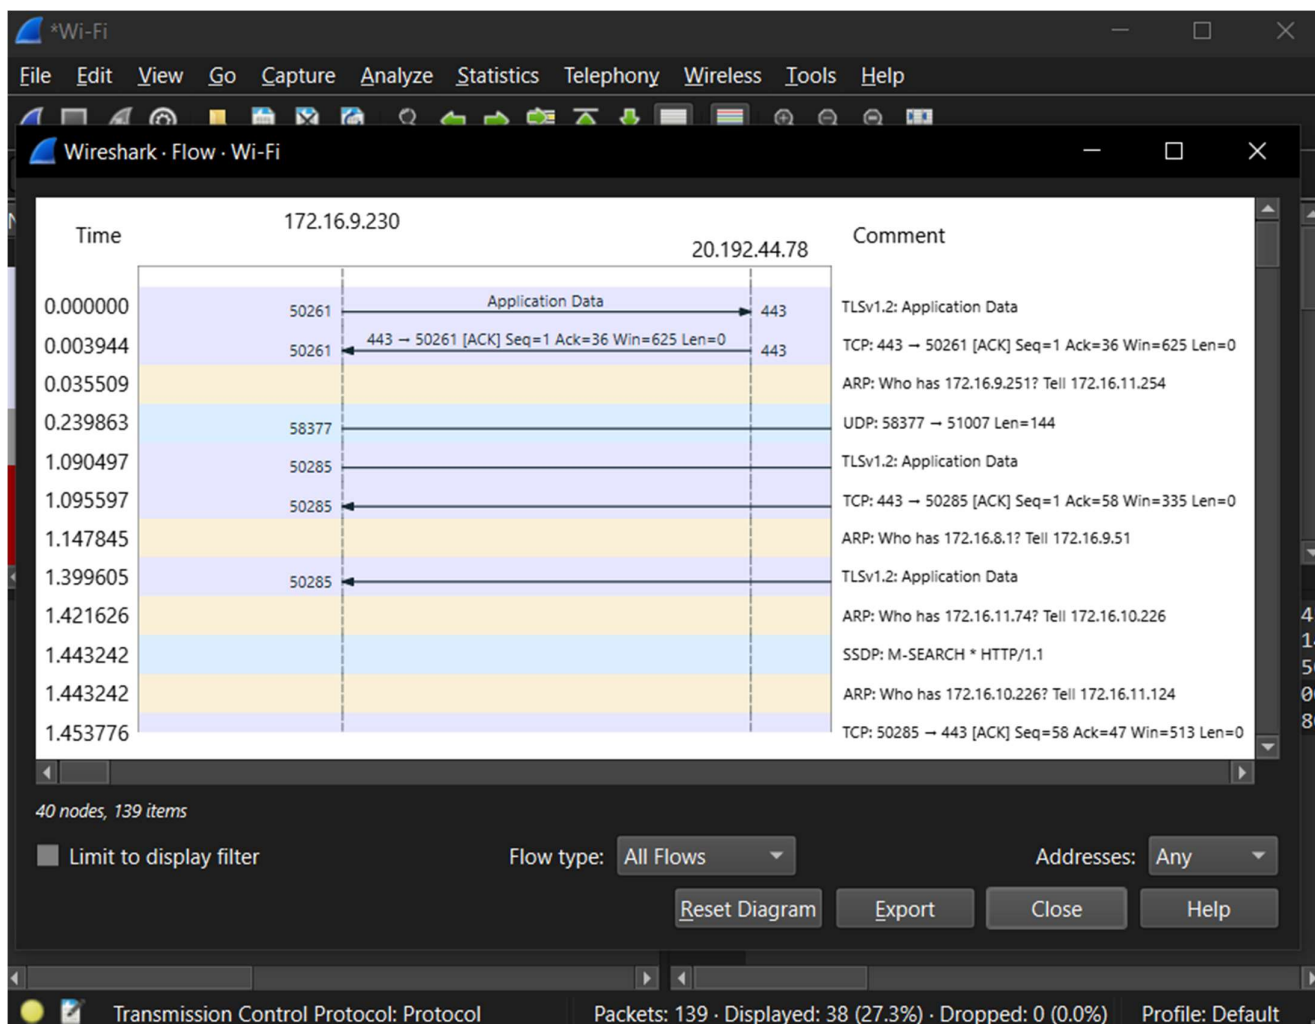 *Wi-Fi
File Edit View Go Capture Analyze Statistics Telephony Wireless Tools Help
Wireshark · Flow · Wi-Fi
Time 172.16.9.230 20.192.44.78 Comment
0.000000 50261 Application Data 443 TLSv1.2: Application Data
0.003944 50261 443 → 50261 [ACK] Seq=1 Ack=36 Win=625 Len=0 443 TCP: 443 → 50261 [ACK] Seq=1 Ack=36 Win=625 Len=0
0.035509 ARP: Who has 172.16.9.251? Tell 172.16.11.254
0.239863 58377 UDP: 58377 → 51007 Len=144
1.090497 50285 TLSv1.2: Application Data
1.095597 50285 TCP: 443 → 50285 [ACK] Seq=1 Ack=58 Win=335 Len=0
1.147845 ARP: Who has 172.16.8.1? Tell 172.16.9.51
1.399605 50285 TLSv1.2: Application Data
1.421626 ARP: Who has 172.16.11.74? Tell 172.16.10.226
1.443242 SSDP: M-SEARCH * HTTP/1.1
1.443242 ARP: Who has 172.16.10.226? Tell 172.16.11.124
1.453776 TCP: 50285 → 443 [ACK] Seq=58 Ack=47 Win=513 Len=0
40 nodes, 139 items
Limit to display filter Flow type: All Flows Addresses: Any
Reset Diagram Export Close Help
Transmission Control Protocol: Protocol Packets: 139 · Displayed: 38 (27.3%) · Dropped: 0 (0.0%) Profile: Default